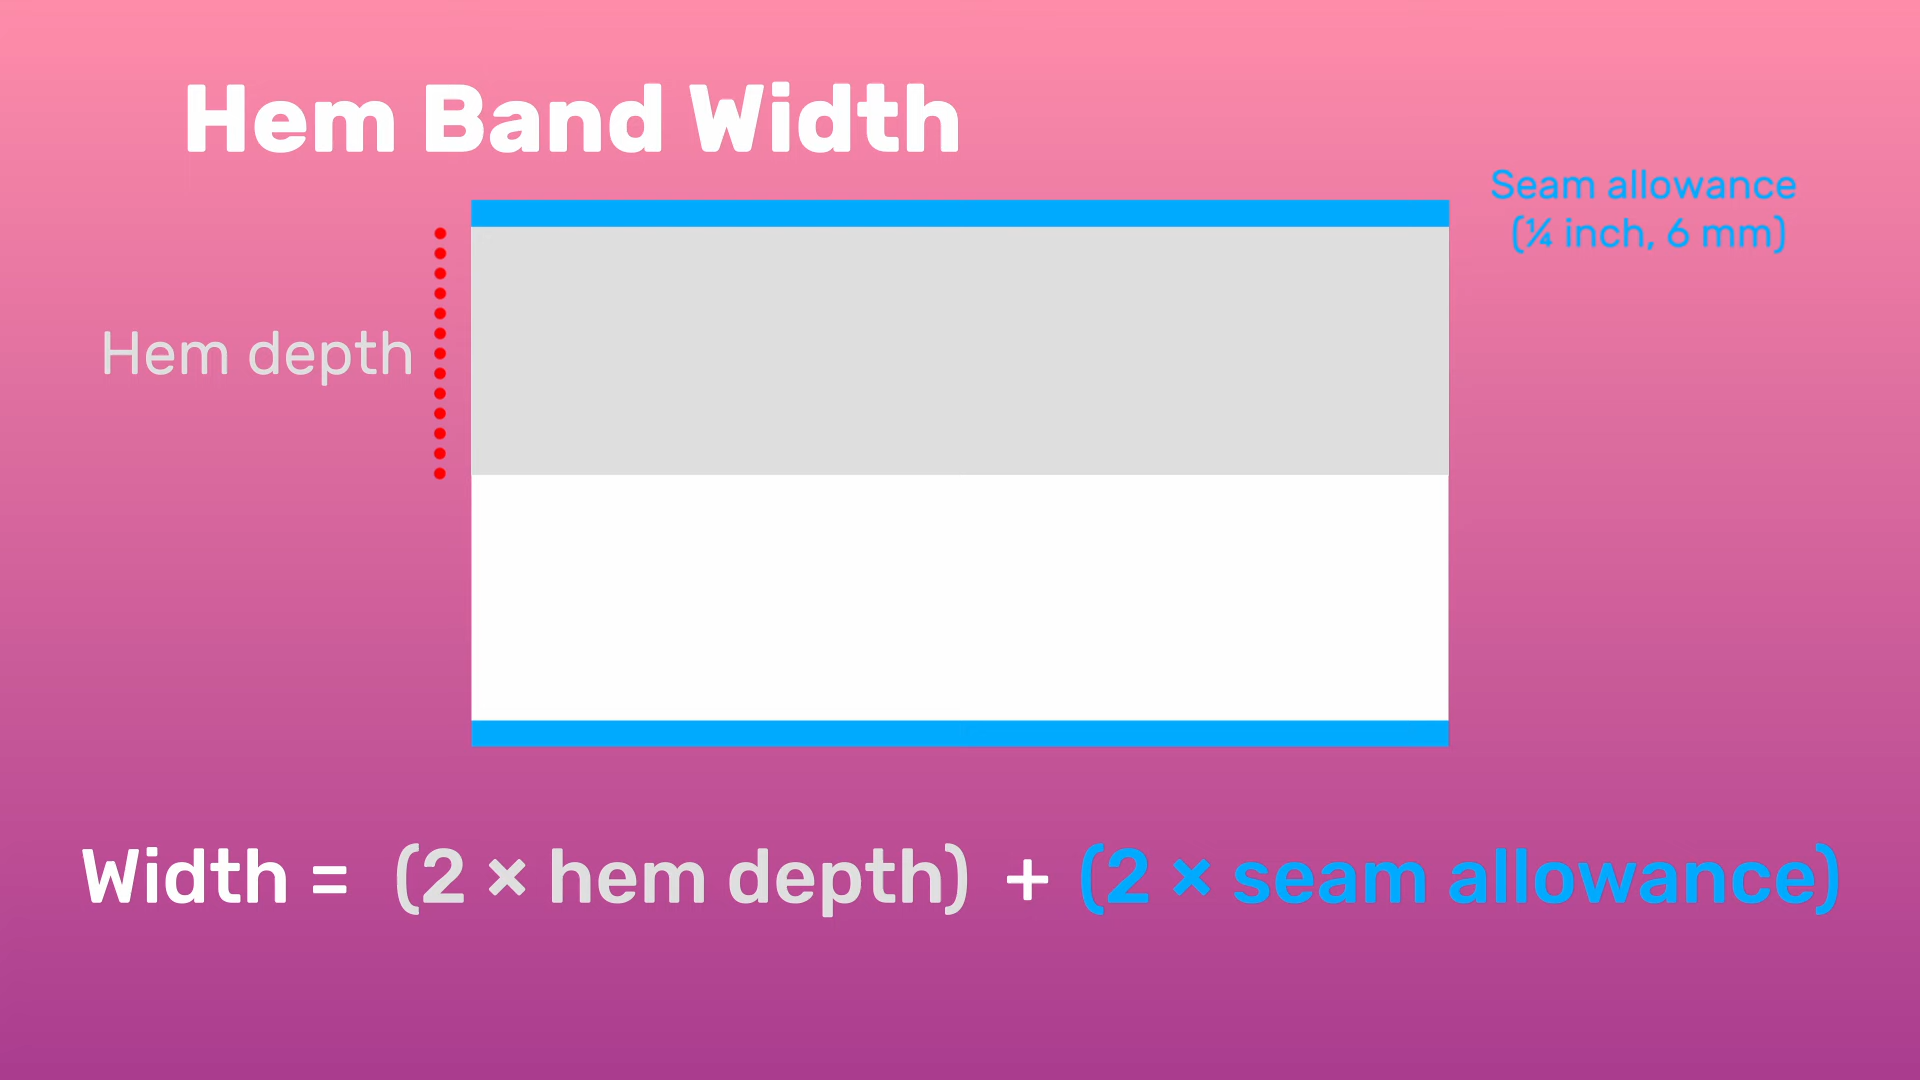 Hem Band Width
Seam allowance
(¼ inch, 6 mm)
Hem depth
Width = (2 × hem depth) + (2 × seam allowance)